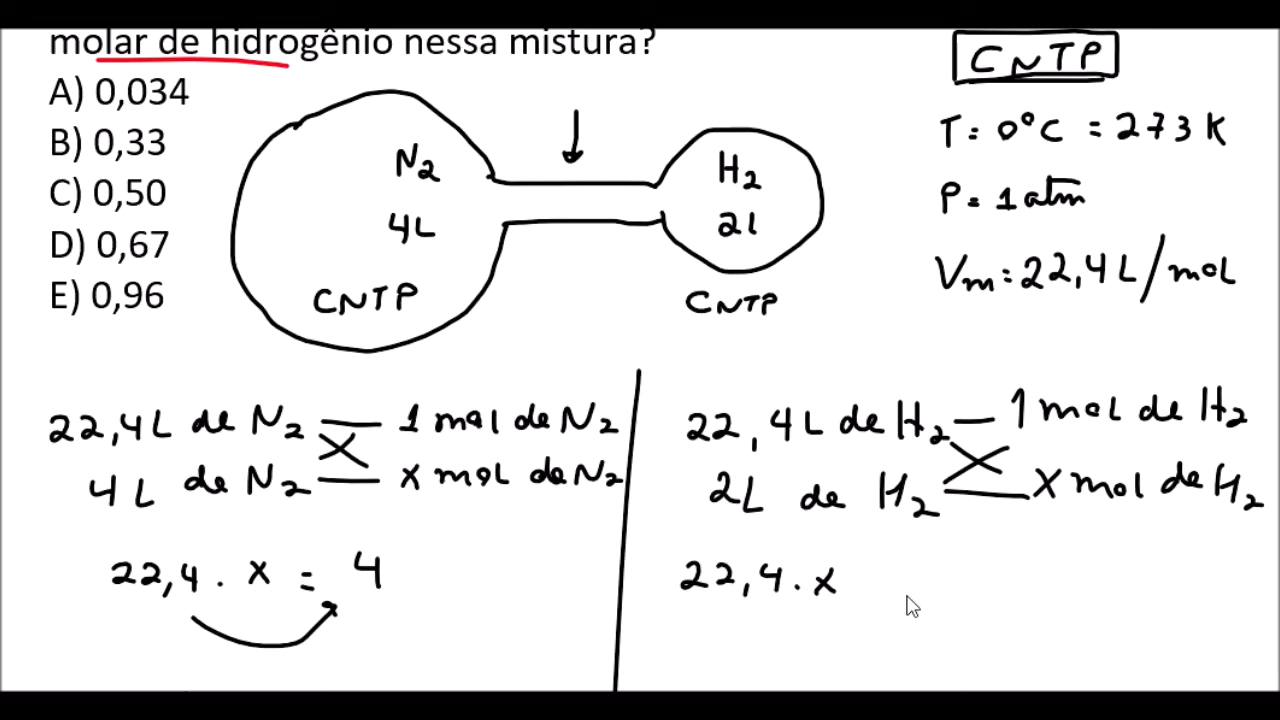 molar de hidrogênio nessa mistura?
A) 0,034
B) 0,33
C) 0,50
D) 0,67
E) 0,96
N2
4L
CNTP
H2
2l
CNTP
CNTP
T = 0°C = 273 K
P = 1 atm
Vm = 22,4 L/mol
22,4L de N2 — 1 mol de N2
4L de N2 — x mol de N2
22,4 . x = 4
22,4L de H2 — 1 mol de H2
2L de H2 — x mol de H2
22,4 . x